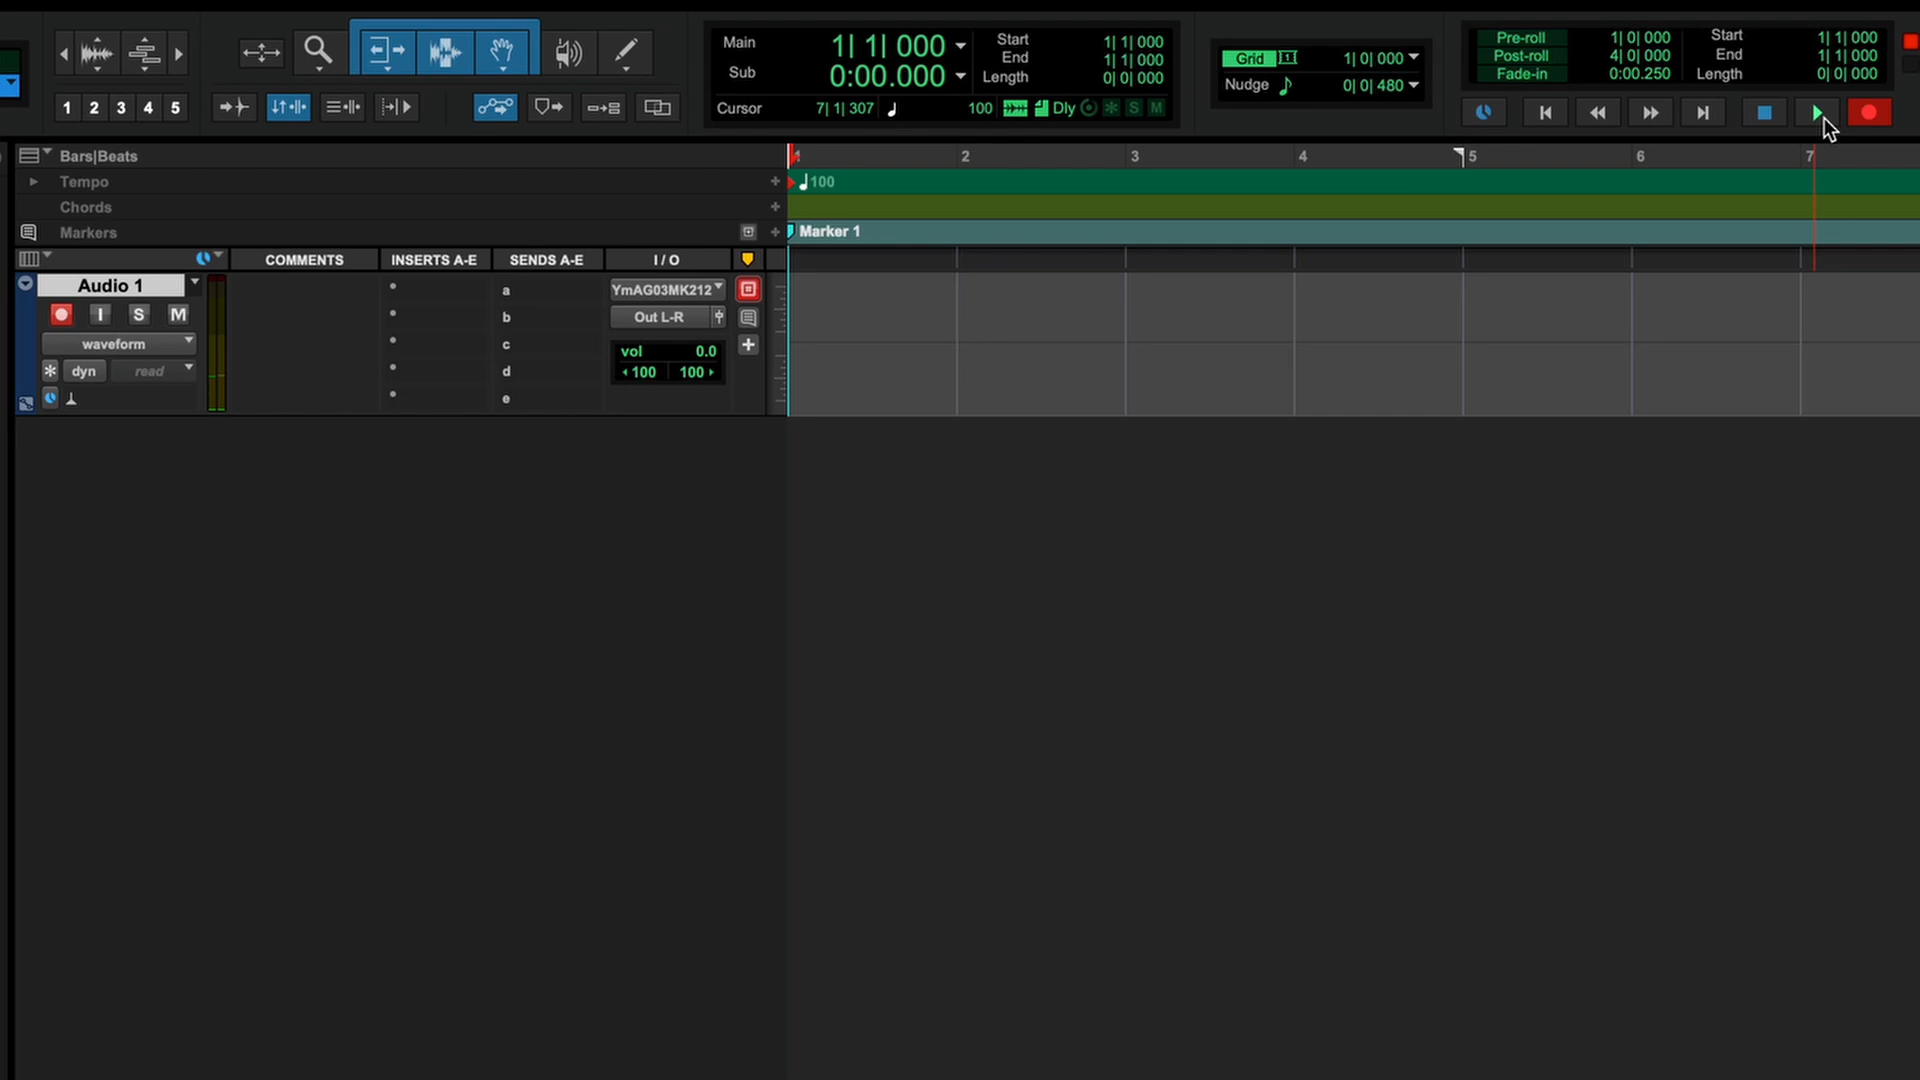 Main 1| 1| 000
Sub 0:00.000
Start 1| 1| 000
End 1| 1| 000
Length 0| 0| 000
Cursor 7| 1| 307 100 Dly S M
Grid 1| 0| 000
Nudge 0| 0| 480
Pre-roll 1| 0| 000
Post-roll 4| 0| 000
Fade-in 0:00.250
Start 1| 1| 000
End 1| 1| 000
Length 0| 0| 000
1 2 3 4 5
Bars|Beats 1 2 3 4 5 6 7
Tempo 100
Chords
Markers Marker 1
COMMENTS INSERTS A-E SENDS A-E I / O
Audio 1
I S M
waveform
dyn read
a
b
c
d
e
YmAG03MK212
Out L-R
vol 0.0
100 100